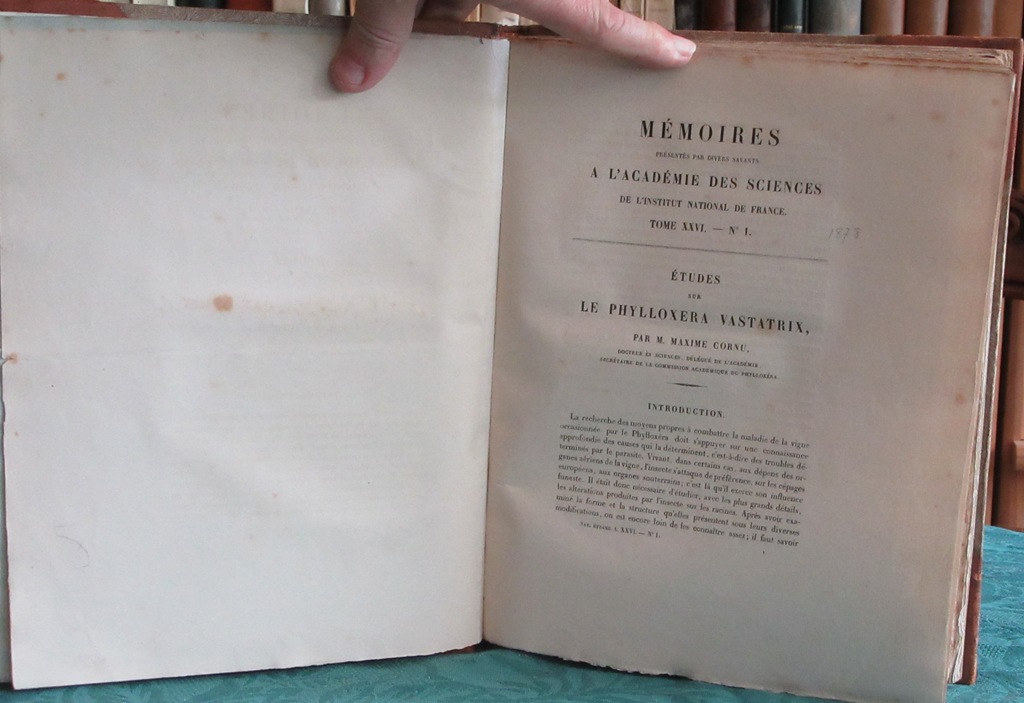 MÉMOIRES
PRÉSENTÉS PAR DIVERS SAVANTS
A L'ACADÉMIE DES SCIENCES
DE L'INSTITUT NATIONAL DE FRANCE.
TOME XXVI. — N° 1.
1878
ÉTUDES
SUR
LE PHYLLOXERA VASTATRIX,
PAR M. MAXIME CORNU,
DOCTEUR ÈS SCIENCES, DÉLÉGUÉ DE L'ACADÉMIE,
SECRÉTAIRE DE LA COMMISSION ACADÉMIQUE DU PHYLLOXÉRA.
INTRODUCTION.
La recherche des moyens propres à combattre la maladie de la vigne
occasionnée par le Phylloxéra doit s'appuyer sur une connaissance
approfondie des causes qui la déterminent, c'est-à-dire des troubles dé-
terminés par le parasite. Vivant, dans certains cas, aux dépens des or-
ganes aériens de la vigne, l'insecte s'attaque de préférence, sur les cépages
européens, aux organes souterrains; c'est là qu'il exerce son influence
funeste. Il était donc nécessaire d'étudier, avec les plus grands détails,
les altérations produites par l'insecte sur les racines. Après avoir exa-
miné la forme et la structure qu'elles présentent sous leurs diverses
modifications, on est encore loin de les connaître assez; il faut savoir
SAV. ÉTRANG. T. XXVI. — N° 1.
1